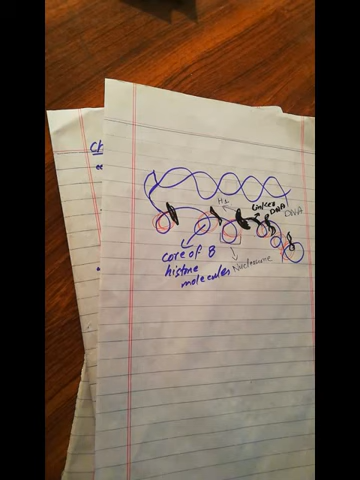 H1
Linker
DNA
DNA
core of 8
histone
molecules
Nucleosome